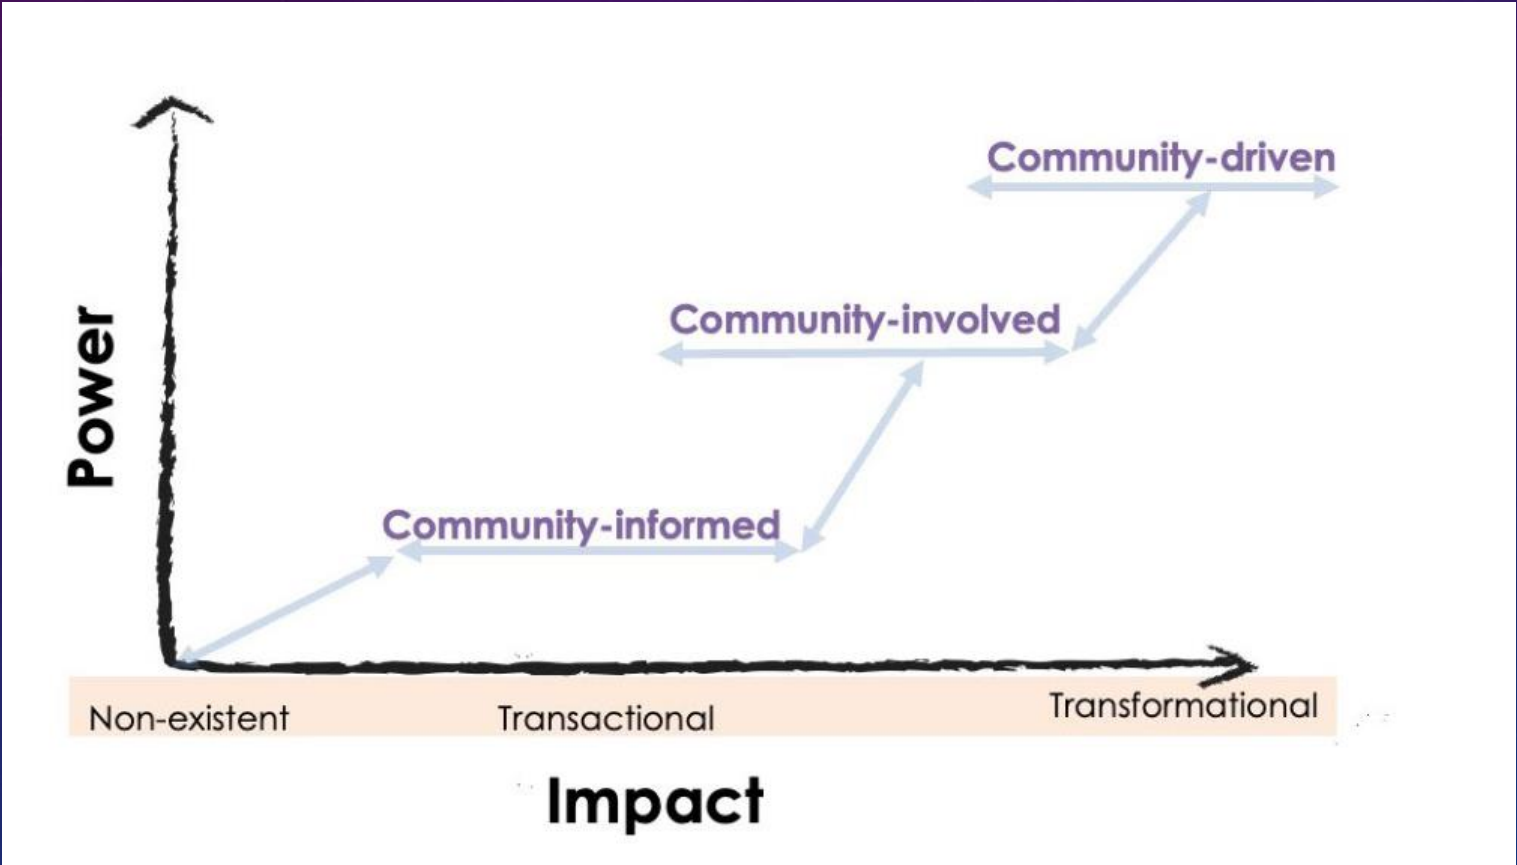 Community-driven
Community-involved
Power
Community-informed
Non-existent
Transactional
Transformational
Impact